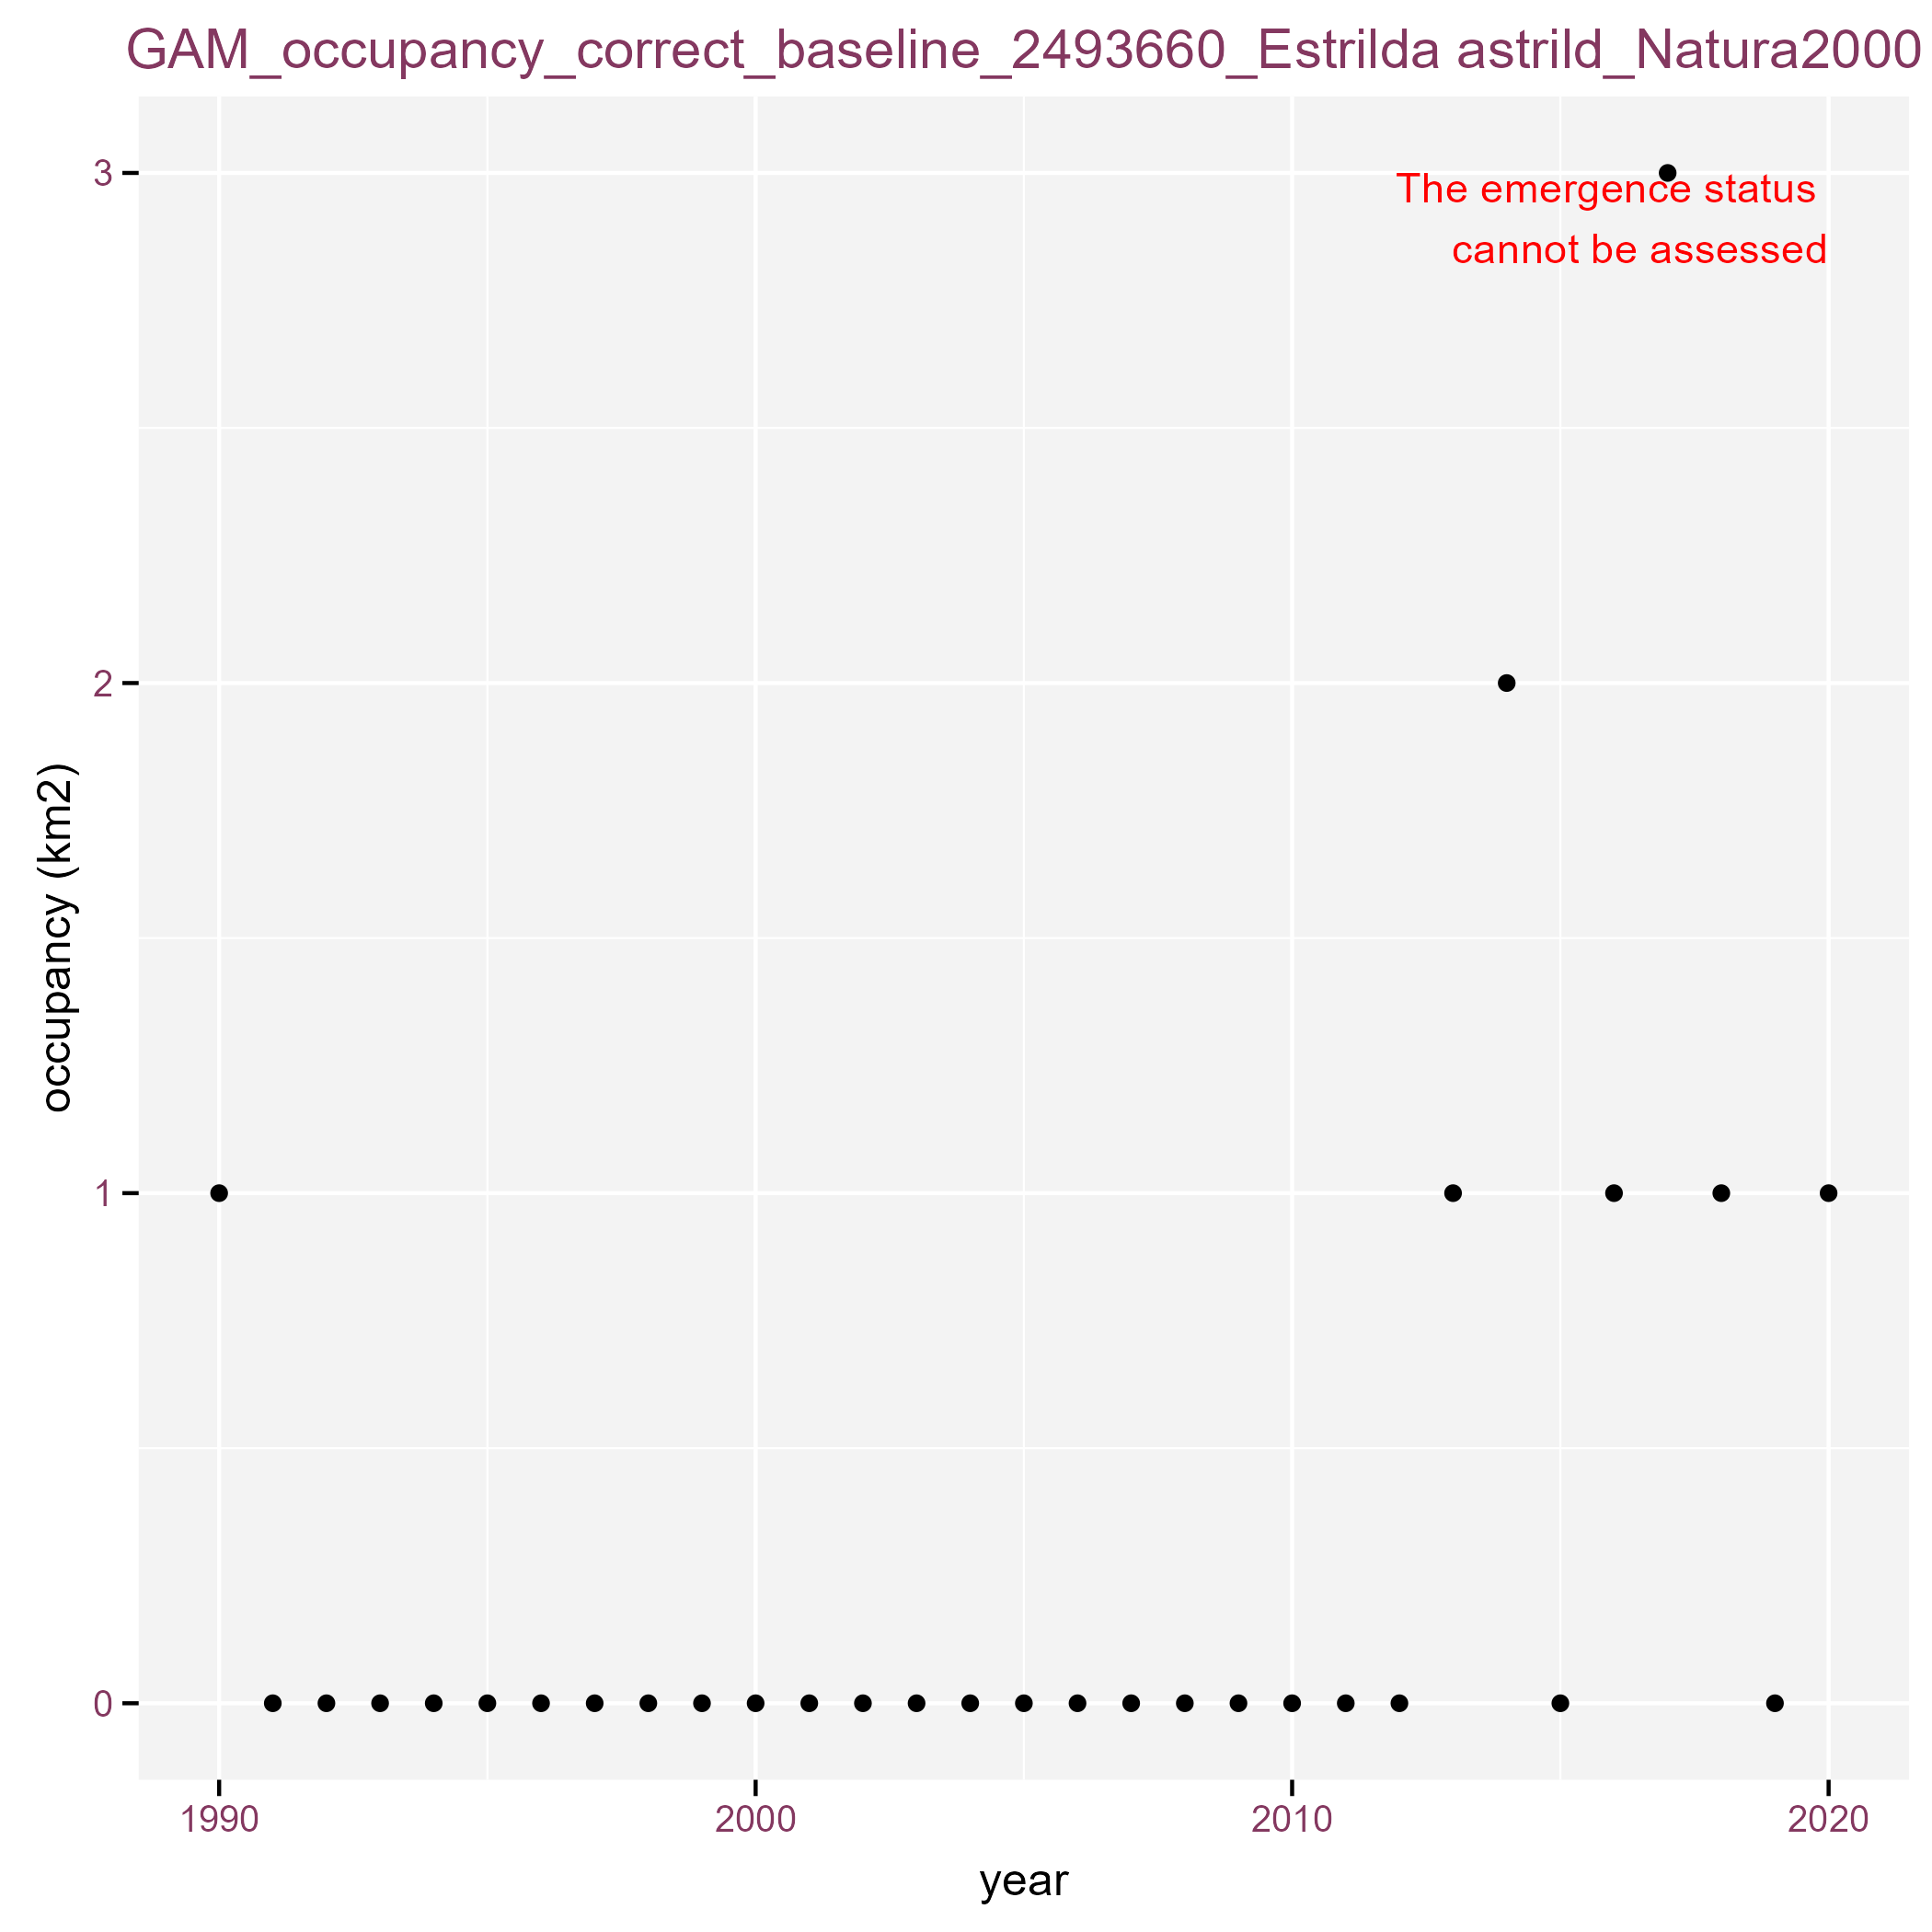 GAM_occupancy_correct_baseline_2493660_Estrilda astrild_Natura2000
3
The emergence status
cannot be assessed
2
occupancy (km2)
1
0
1990 2000 2010 2020
year